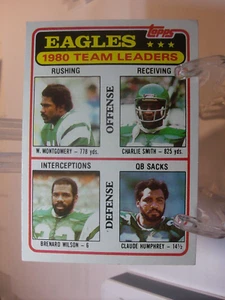 topps
EAGLES
1980 TEAM LEADERS
RUSHING RECEIVING
OFFENSE
W. MONTGOMERY – 778 yds. CHARLIE SMITH – 825 yds.
INTERCEPTIONS QB SACKS
DEFENSE
BRENARD WILSON – 6 CLAUDE HUMPHREY – 14½